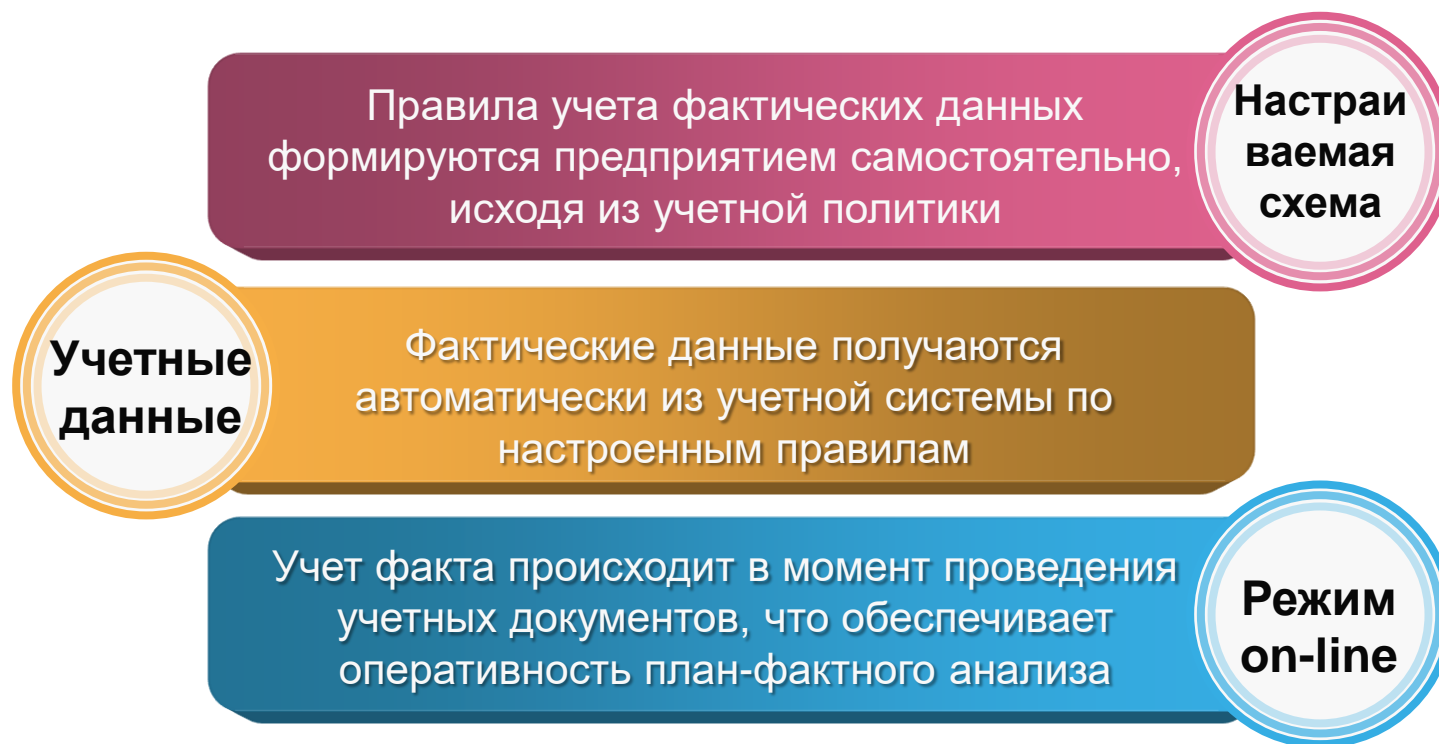 Правила учета фактических данных
формируются предприятием самостоятельно,
исходя из учетной политики
Настраи
ваемая
схема
Учетные
данные
Фактические данные получаются
автоматически из учетной системы по
настроенным правилам
Учет факта происходит в момент проведения
учетных документов, что обеспечивает
оперативность план-фактного анализа
Режим
on-line